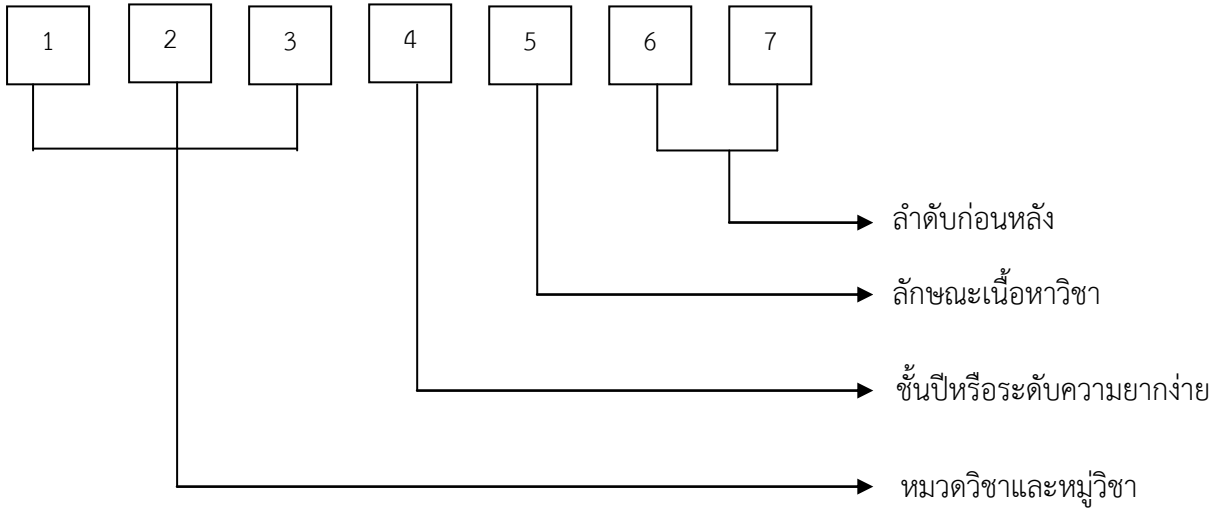 1 2 3 4 5 6 7
ลำดับก่อนหลัง
ลักษณะเนื้อหาวิชา
ชั้นปีหรือระดับความยากง่าย
หมวดวิชาและหมู่วิชา